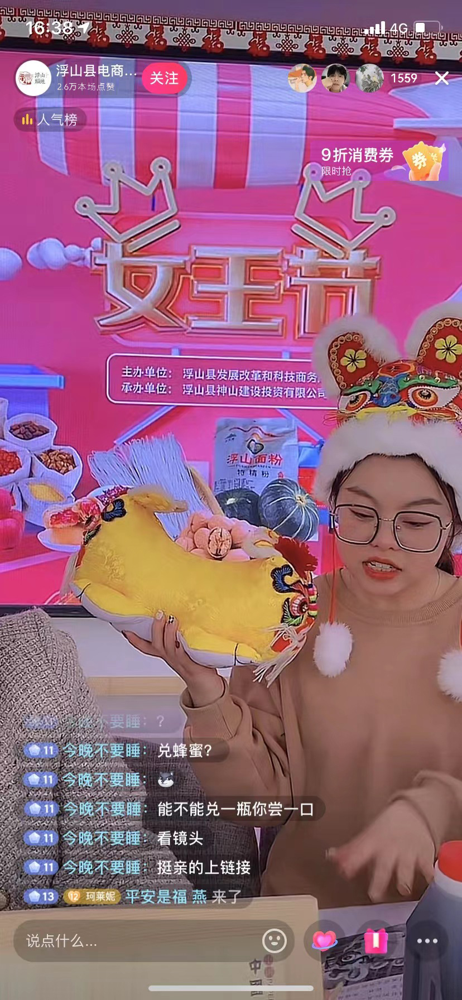 16:38
4G
浮山县电商...
2.6万本场点赞
关注
1559
人气榜
9折消费券
限时抢
券
女王节
主办单位： 浮山县发展改革和科技商务
承办单位： 浮山县神山建设投资有限公司
浮山面粉
特精粉
今晚不要睡：?
11 今晚不要睡：兑蜂蜜?
11 今晚不要睡：
11 今晚不要睡：能不能兑一瓶你尝一口
11 今晚不要睡：看镜头
11 今晚不要睡：挺亲的上链接
13 12 珂莱妮 平安是福 燕 来了
说点什么...
中国